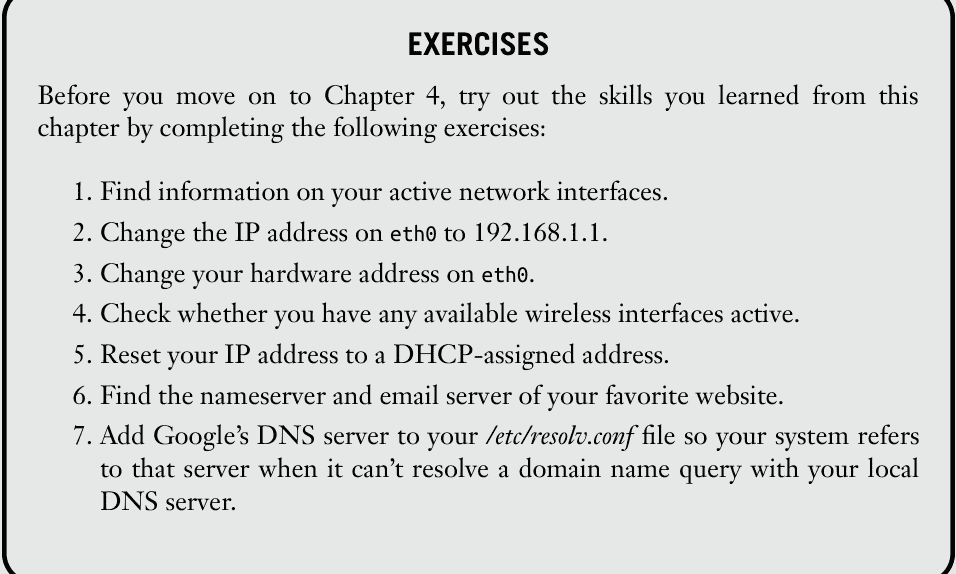 EXERCISES
Before you move on to Chapter 4, try out the skills you learned from this
chapter by completing the following exercises:
1. Find information on your active network interfaces.
2. Change the IP address on eth0 to 192.168.1.1.
3. Change your hardware address on eth0.
4. Check whether you have any available wireless interfaces active.
5. Reset your IP address to a DHCP-assigned address.
6. Find the nameserver and email server of your favorite website.
7. Add Google’s DNS server to your /etc/resolv.conf file so your system refers
to that server when it can’t resolve a domain name query with your local
DNS server.